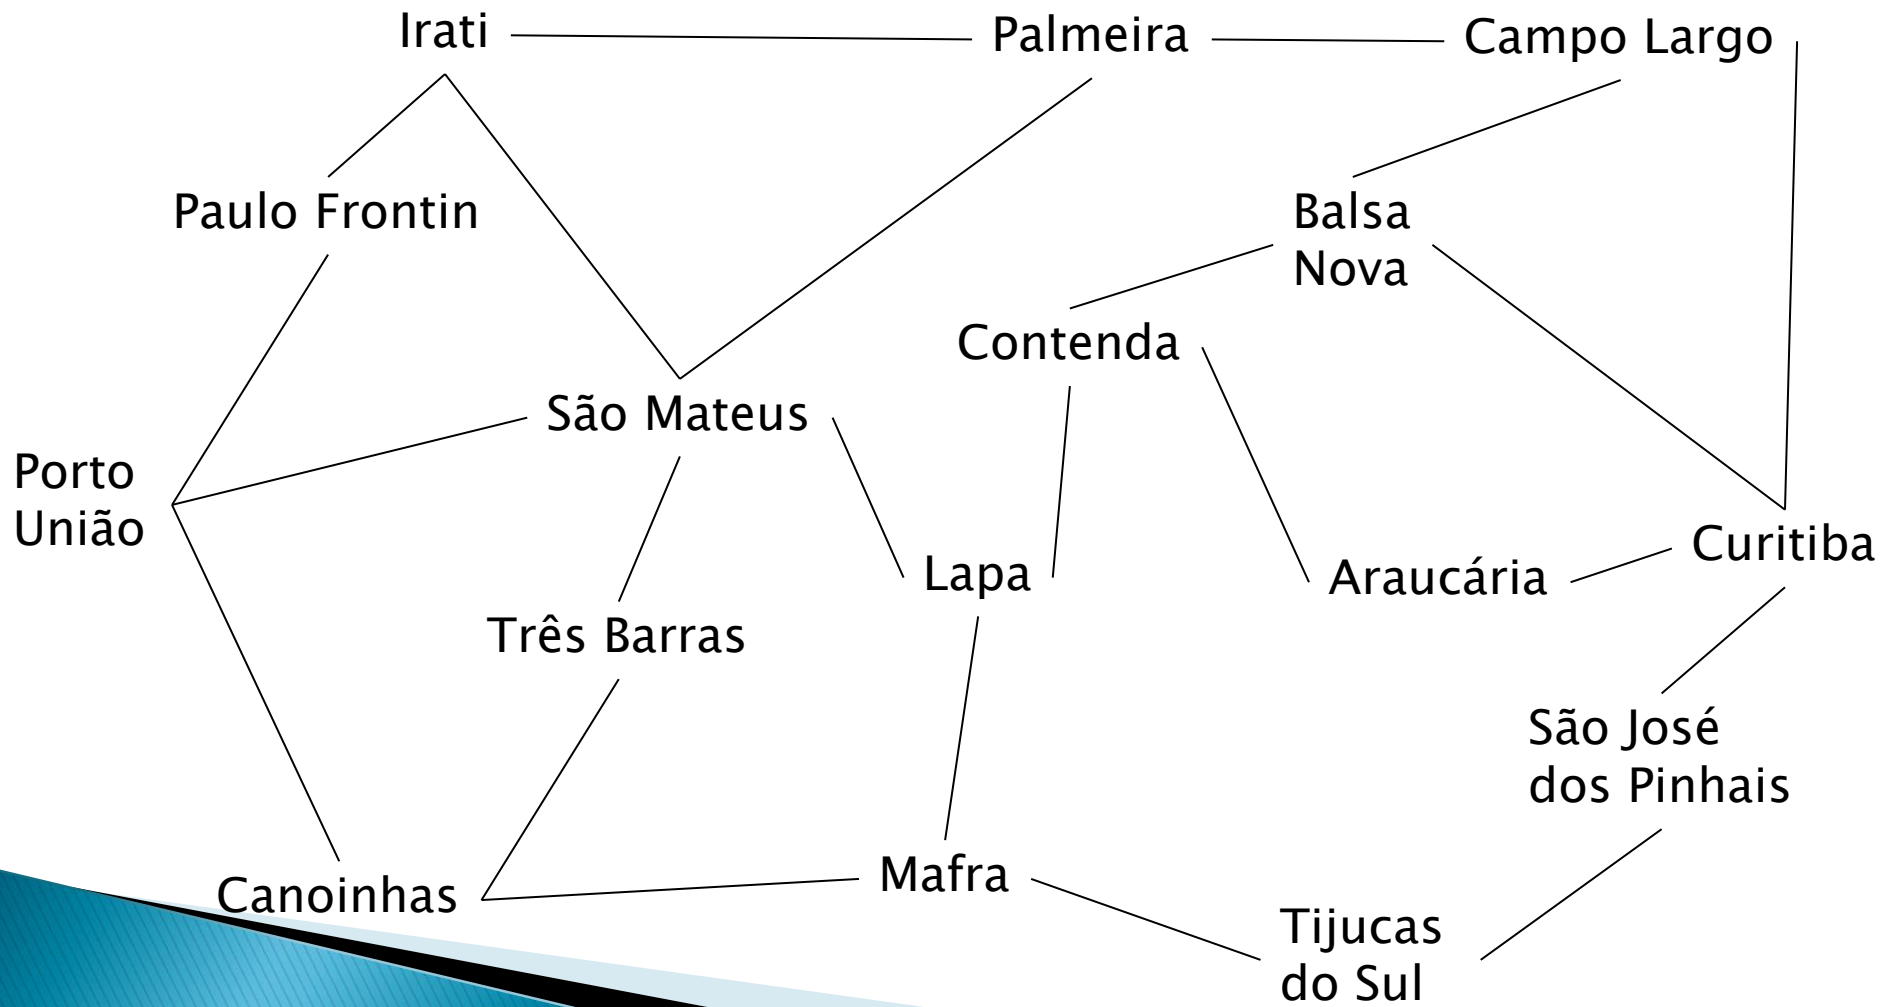 Irati
Palmeira
Campo Largo
Paulo Frontin
Balsa
Nova
Contenda
São Mateus
Porto
União
Curitiba
Lapa
Araucária
Três Barras
São José
dos Pinhais
Canoinhas
Mafra
Tijucas
do Sul